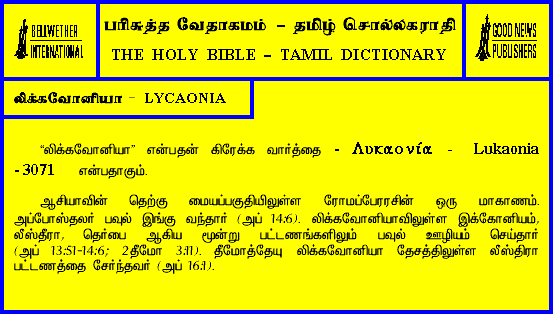 BELLWETHER
INTERNATIONAL
பரிசுத்த வேதாகமம் - தமிழ் சொல்லகராதி
THE HOLY BIBLE - TAMIL DICTIONARY
GOOD NEWS
PUBLISHERS
லிக்கவோனியா - LYCAONIA
“லிக்கவோனியா” என்பதன் கிரேக்க வார்த்தை - Λυκαονία - Lukaonia
- 3071 என்பதாகும்.
ஆசியாவின் தெற்கு மையப்பகுதியிலுள்ள ரோமப்பேரரசின் ஒரு மாகாணம்.
அப்போஸ்தலர் பவுல் இங்கு வந்தார் (அப் 14:6). லிக்கவோனியாவிலுள்ள இக்கோனியம்,
லீஸ்தீரா, தெர்பை ஆகிய மூன்று பட்டணங்களிலும் பவுல் ஊழியம் செய்தார்
(அப் 13:51-14:6; 2தீமோ 3:11). தீமோத்தேயு லிக்கவோனியா தேசத்திலுள்ள லீஸ்திரா
பட்டணத்தை சேர்ந்தவர் (அப் 16:1).